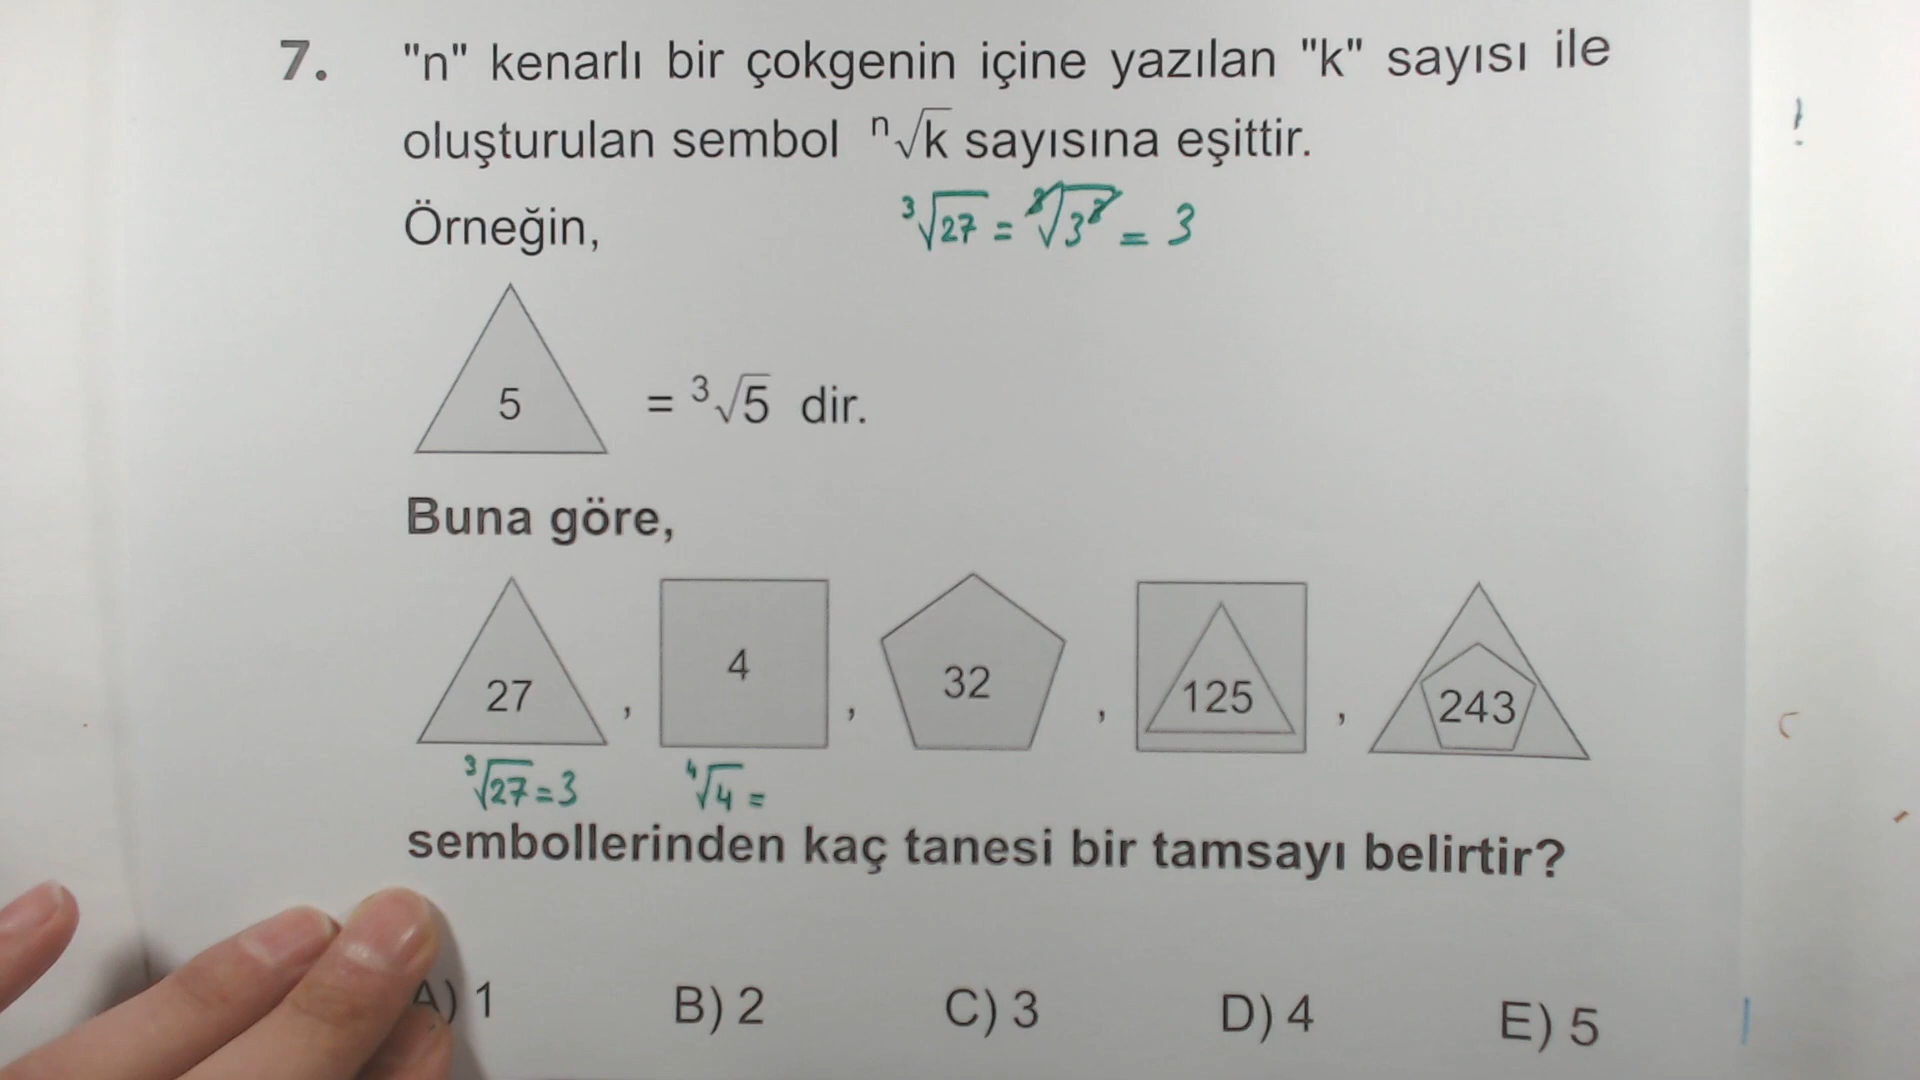 7. "n" kenarlı bir çokgenin içine yazılan "k" sayısı ile
oluşturulan sembol ⁿ√k sayısına eşittir.
Örneğin,
³√27 = ³√3³ = 3
5 = ³√5 dir.
Buna göre,
27 , 4 , 32 , 125 , 243
³√27 = 3 ⁴√4 =
sembollerinden kaç tanesi bir tamsayı belirtir?
A) 1 B) 2 C) 3 D) 4 E) 5